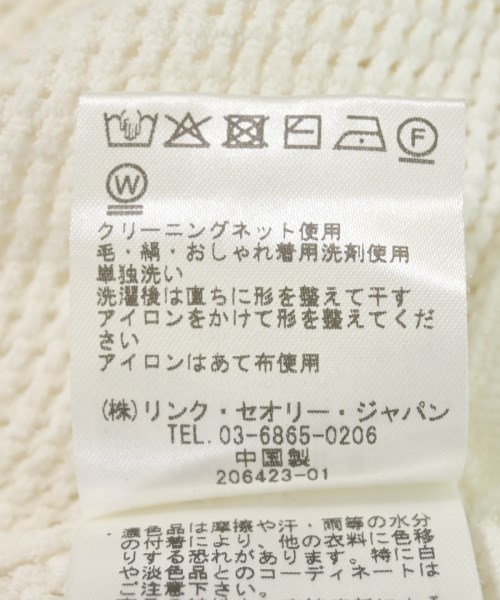 F
W
クリーニングネット使用
毛・絹・おしゃれ着用洗剤使用
単独洗い
洗濯後は直ちに形を整えて干す
アイロンをかけて形を整えてくだ
さい
アイロンはあて布使用
(株)リンク・セオリー・ジャパン
TEL. 03-6865-0206
中国製
206423-01
・濃色品は摩擦や汗・雨等の水分
の付着により、他の衣料に色移
りする恐れがあります。特に白
や淡色品とのコーディネートは
ご注意下さい。